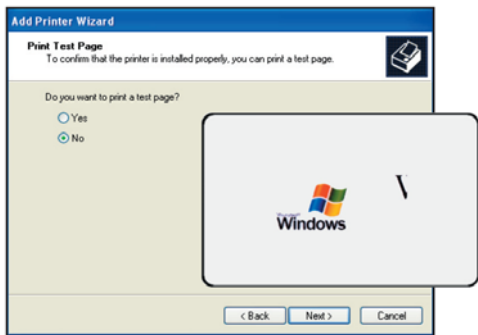 Add Printer Wizard
Print Test Page
To confirm that the printer is installed properly, you can print a test page.
Do you want to print a test page?
Yes
No
Windows
< Back
Next >
Cancel